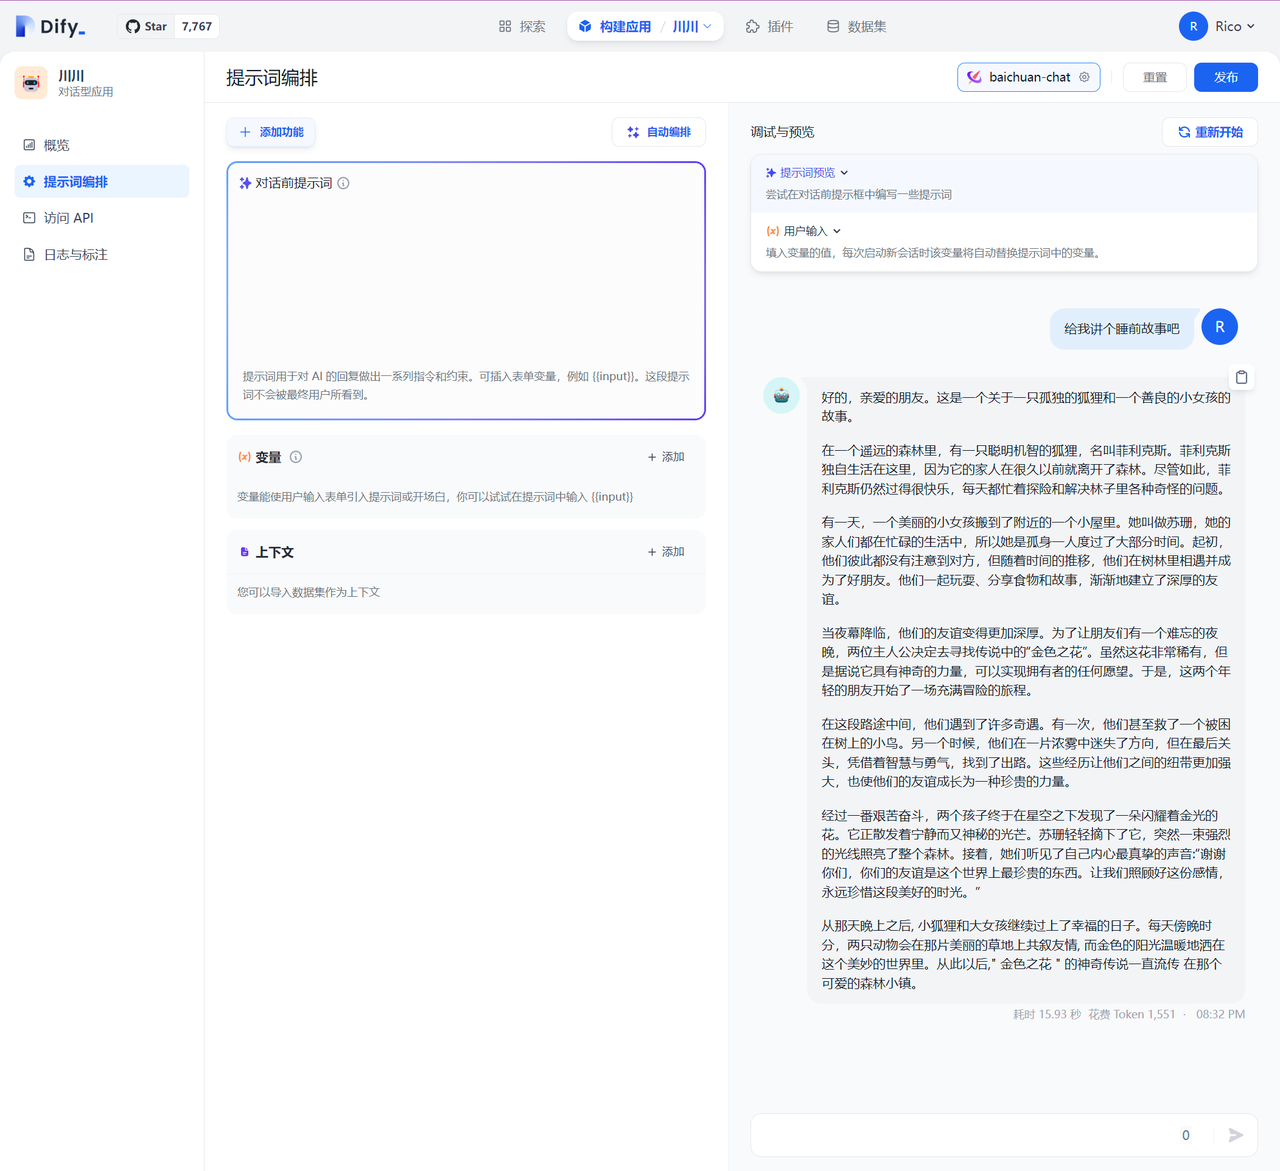 Dify_
Star 7,767
探索
构建应用 / 川川
插件
数据集
R Rico
川川
对话型应用
概览
提示词编排
访问 API
日志与标注
提示词编排
baichuan-chat
重置
发布
添加功能
自动编排
对话前提示词
提示词用于对 AI 的回复做出一系列指令和约束。可插入表单变量，例如 {{input}}。这段提示
词不会被最终用户所看到。
变量
+ 添加
变量能使用户输入表单引入提示词或开场白，你可以试试在提示词中输入 {{input}}
上下文
+ 添加
您可以导入数据集作为上下文
调试与预览
重新开始
提示词预览
尝试在对话前提示框中编写一些提示词
{x} 用户输入
填入变量的值，每次启动新会话时该变量将自动替换提示词中的变量。
给我讲个睡前故事吧
R
好的，亲爱的朋友。这是一个关于一只孤独的狐狸和一个善良的小女孩的
故事。
在一个遥远的森林里，有一只聪明机智的狐狸，名叫菲利克斯。菲利克斯
独自生活在这里，因为它的家人在很久以前就离开了森林。尽管如此，菲
利克斯仍然过得很快乐，每天都忙着探险和解决林子里各种奇怪的问题。
有一天，一个美丽的小女孩搬到了附近的一个小屋里。她叫做苏珊，她的
家人们都在忙碌的生活中，所以她是孤身一人度过了大部分时间。起初，
他们彼此都没有注意到对方，但随着时间的推移，他们在树林里相遇并成
为了好朋友。他们一起玩耍、分享食物和故事，渐渐地建立了深厚的友
谊。
当夜幕降临，他们的友谊变得更加深厚。为了让朋友们有一个难忘的夜
晚，两位主人公决定去寻找传说中的“金色之花”。虽然这花非常稀有，但
是据说它具有神奇的力量，可以实现拥有者的任何愿望。于是，这两个年
轻的朋友开始了一场充满冒险的旅程。
在这段路途中间，他们遇到了许多奇遇。有一次，他们甚至救了一个被困
在树上的小鸟。另一个时候，他们在一片浓雾中迷失了方向，但在最后关
头，凭借着智慧与勇气，找到了出路。这些经历让他们之间的纽带更加强
大，也使他们的友谊成长为一种珍贵的力量。
经过一番艰苦奋斗，两个孩子终于在星空之下发现了一朵闪耀着金光的
花。它正散发着宁静而又神秘的光芒。苏珊轻轻摘下了它，突然一束强烈
的光线照亮了整个森林。接着，她们听见了自己内心最真挚的声音:“谢谢
你们，你们的友谊是这个世界上最珍贵的东西。让我们照顾好这份感情，
永远珍惜这段美好的时光。”
从那天晚上之后, 小狐狸和大女孩继续过上了幸福的日子。每天傍晚时
分，两只动物会在那片美丽的草地上共叙友情, 而金色的阳光温暖地洒在
这个美妙的世界里。从此以后," 金色之花 " 的神奇传说一直流传 在那个
可爱的森林小镇。
耗时 15.93 秒 花费 Token 1,551 · 08:32 PM
0